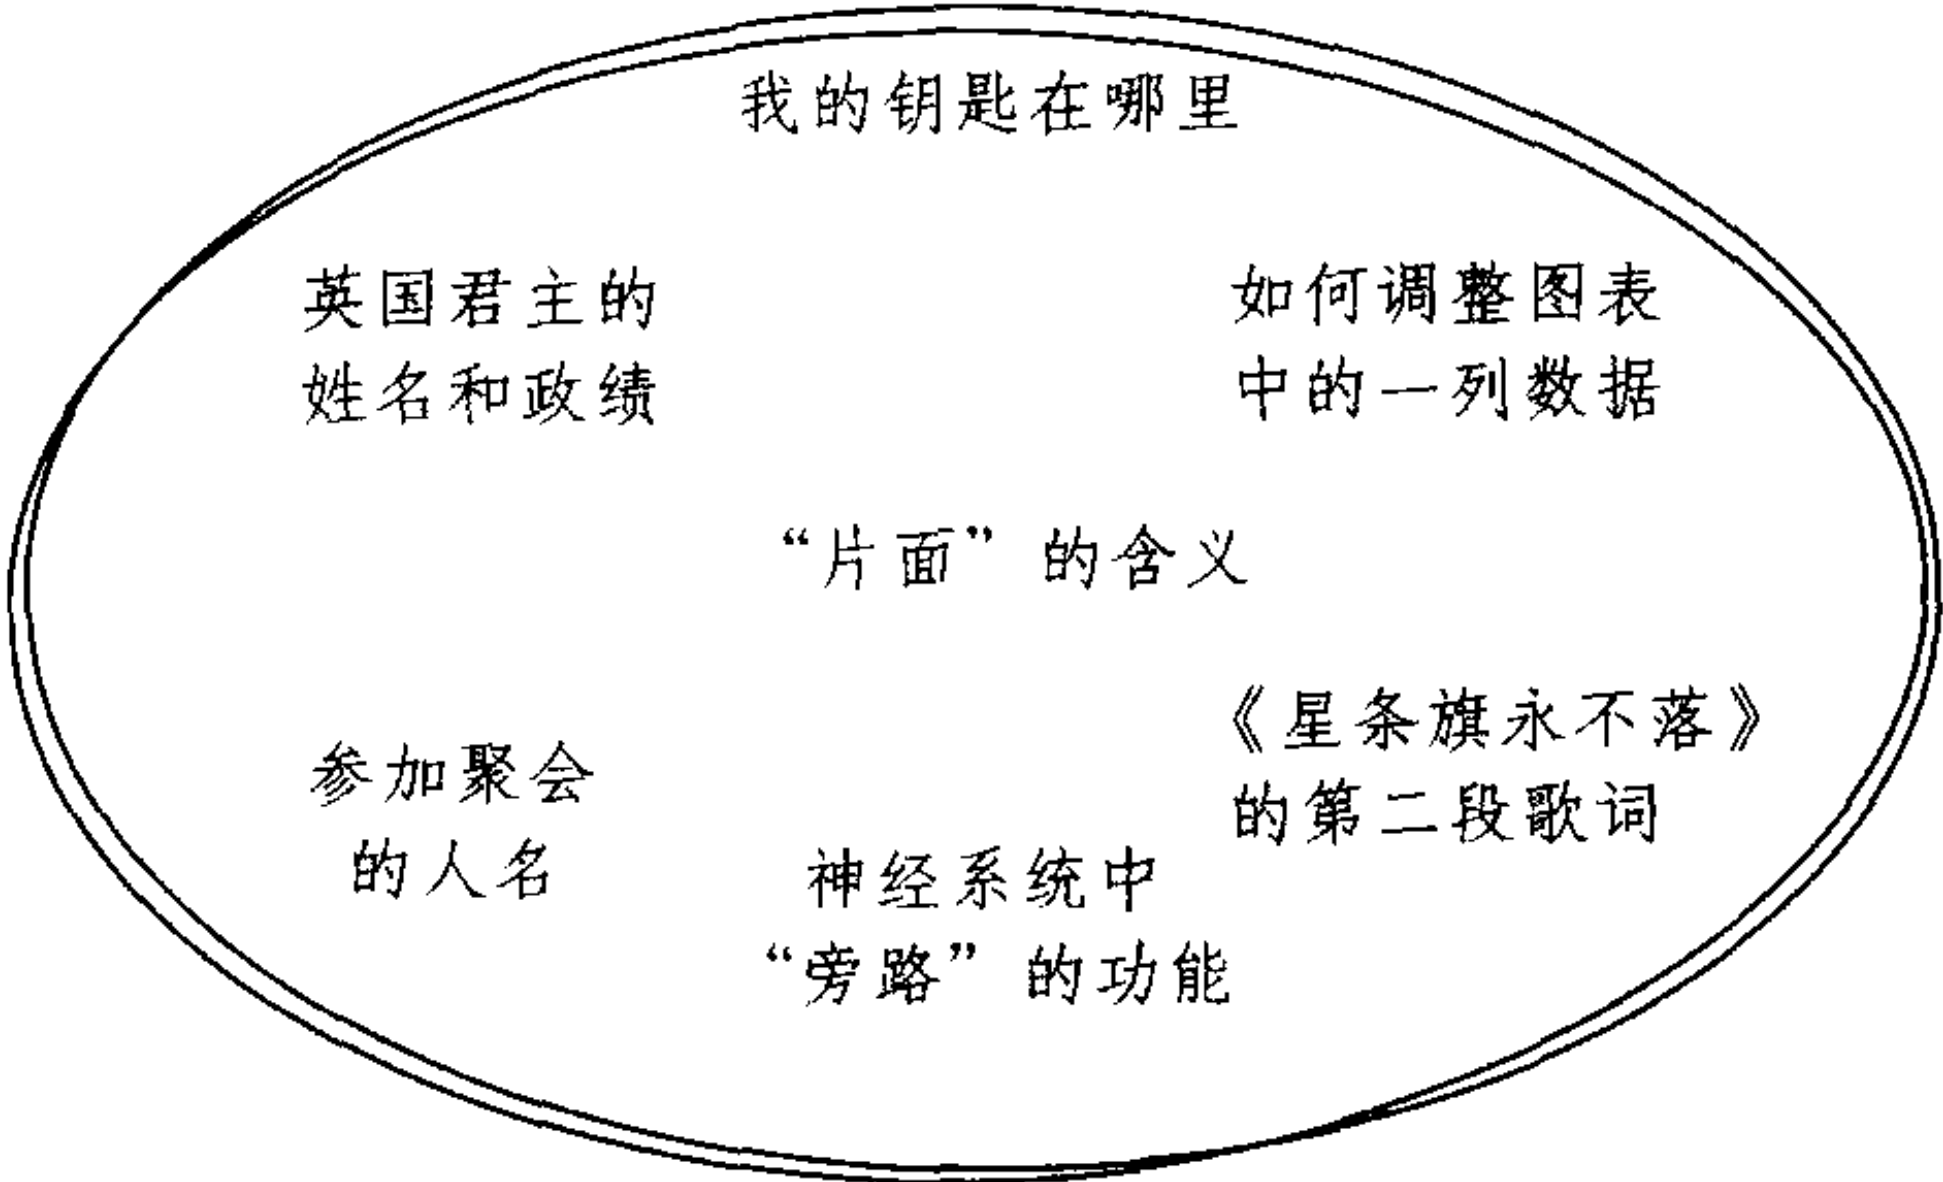 我的钥匙在哪里
英国君主的
姓名和政绩
如何调整图表
中的一列数据
“片面”的含义
《星条旗永不落》
的第二段歌词
参加聚会
的人名
神经系统中
“旁路”的功能